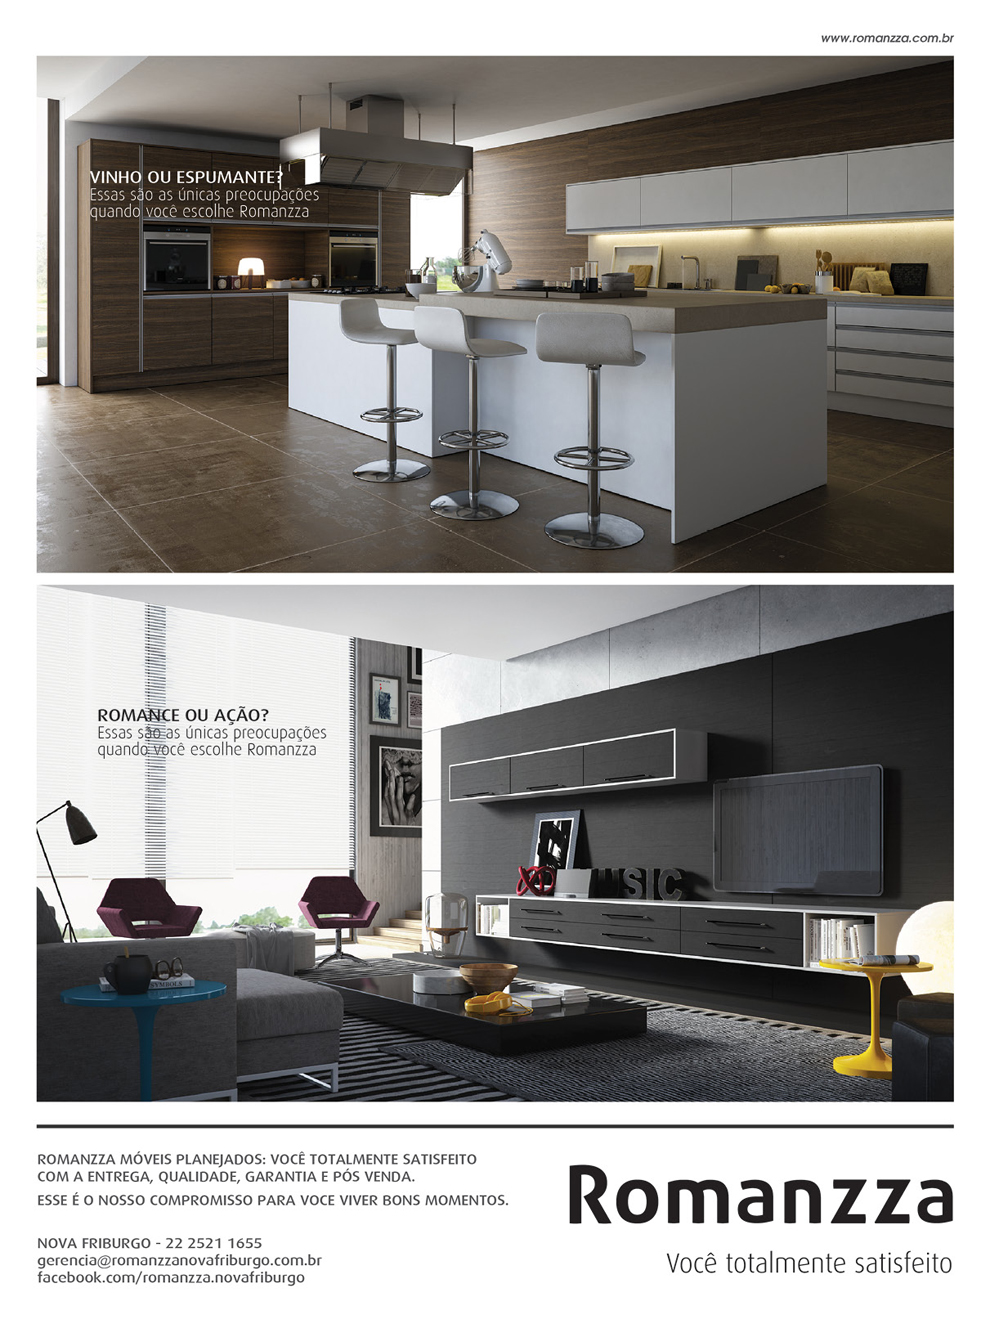 www.romanzza.com.br
VINHO OU ESPUMANTE?
Essas são as únicas preocupações
quando você escolhe Romanzza
ROMANCE OU AÇÃO?
Essas são as únicas preocupações
quando você escolhe Romanzza
USIC
SYMBOLS
ROMANZZA MÓVEIS PLANEJADOS: VOCÊ TOTALMENTE SATISFEITO
COM A ENTREGA, QUALIDADE, GARANTIA E PÓS VENDA.
ESSE É O NOSSO COMPROMISSO PARA VOCE VIVER BONS MOMENTOS.
NOVA FRIBURGO - 22 2521 1655
gerencia@romanzzanovafriburgo.com.br
facebook.com/romanzza.novafriburgo
Romanzza
Você totalmente satisfeito